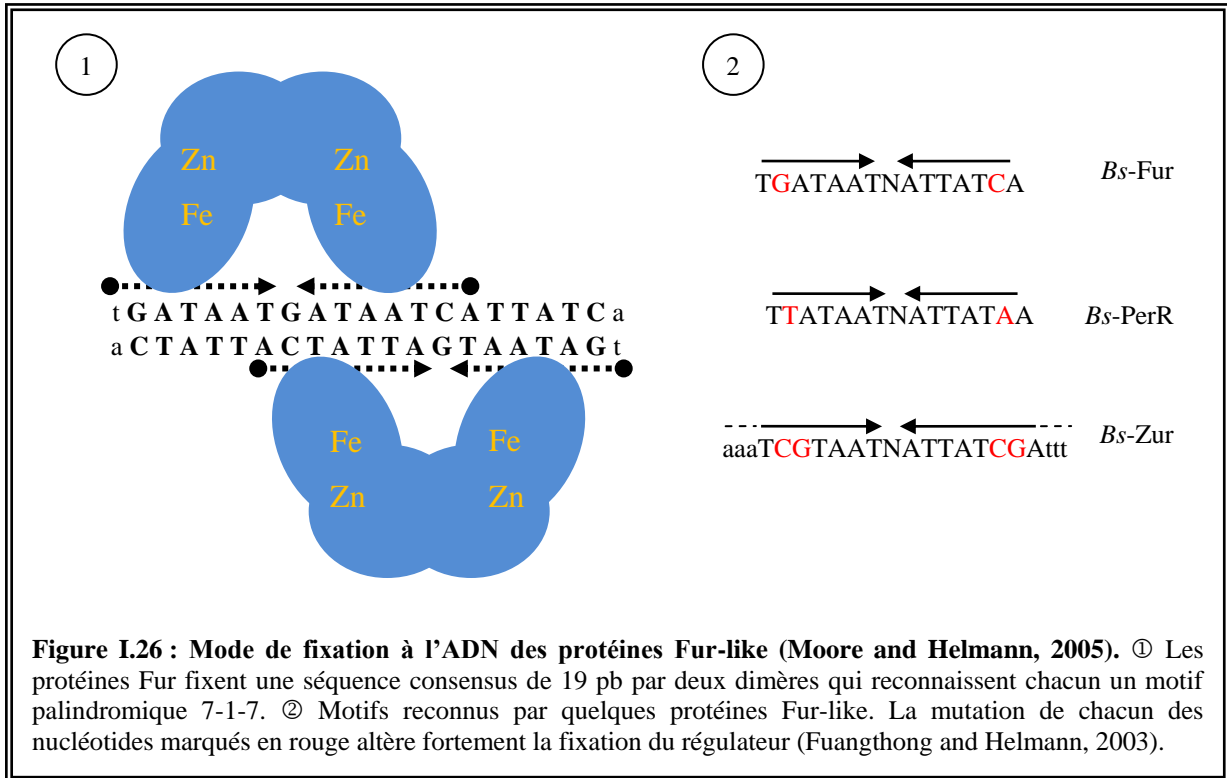 1
Zn Zn
Fe Fe
t G A T A A T G A T A A T C A T T A T C a
a C T A T T A C T A T T A G T A A T A G t
Fe Fe
Zn Zn
2
TGATAATNATTATCA Bs-Fur
TTATAATNATTATAA Bs-PerR
aaaTCGTAATNATTATCGAttt Bs-Zur
Figure I.26 : Mode de fixation à l'ADN des protéines Fur-like (Moore and Helmann, 2005). ① Les
protéines Fur fixent une séquence consensus de 19 pb par deux dimères qui reconnaissent chacun un motif
palindromique 7-1-7. ② Motifs reconnus par quelques protéines Fur-like. La mutation de chacun des
nucléotides marqués en rouge altère fortement la fixation du régulateur (Fuangthong and Helmann, 2003).